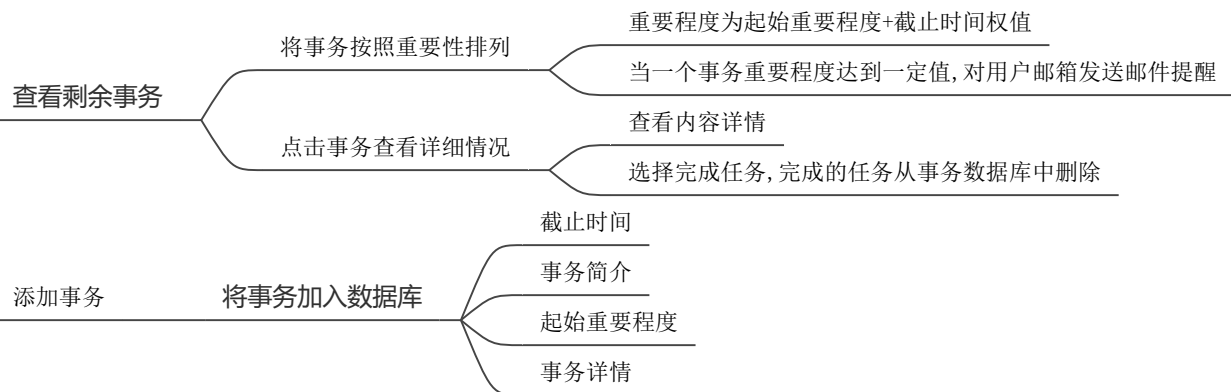 查看剩余事务
将事务按照重要性排列
重要程度为起始重要程度+截止时间权值
当一个事务重要程度达到一定值,对用户邮箱发送邮件提醒
点击事务查看详细情况
查看内容详情
选择完成任务,完成的任务从事务数据库中删除
添加事务
将事务加入数据库
截止时间
事务简介
起始重要程度
事务详情